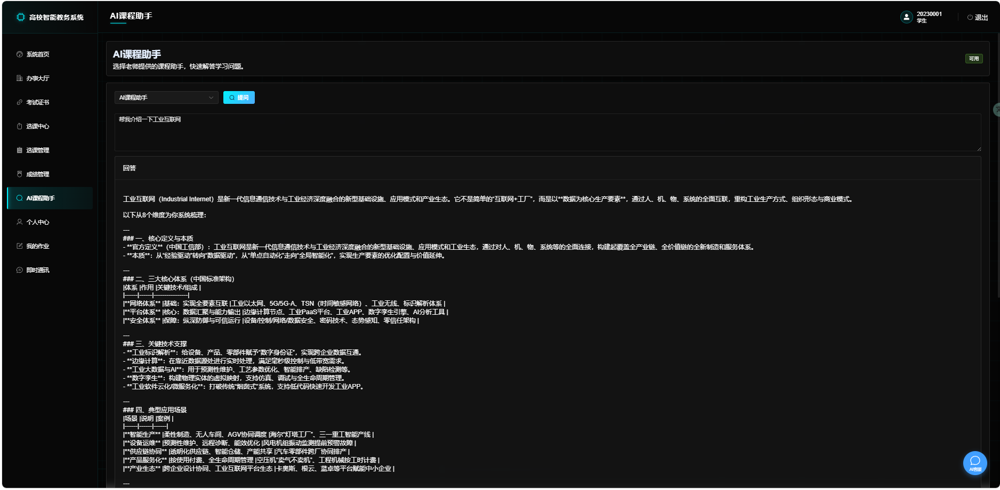 高校智能教务系统
AI课程助手
20230001
学生
退出
系统首页
办事大厅
考试证书
选课中心
选课管理
成绩管理
AI课程助手
个人中心
我的作业
即时通讯
AI课程助手
选择老师提供的课程助手，快速解答学习问题。
可用
AI课程助手
提问
帮我介绍一下工业互联网
回答
工业互联网（Industrial Internet）是新一代信息通信技术与工业经济深度融合的新型基础设施、应用模式和产业生态。它不是简单的“互联网+工厂”，而是以**数据为核心生产要素**，通过人、机、物、系统的全面互联，重构工业生产方式、组织形态与商业模式。
以下从8个维度为你系统梳理：
---
### 一、核心定义与本质
- **官方定义**（中国工信部）：工业互联网是新一代信息通信技术与工业经济深度融合的新型基础设施、应用模式和工业生态，通过对人、机、物、系统等的全面连接，构建起覆盖全产业链、全价值链的全新制造和服务体系。
- **本质**：从“经验驱动”转向“数据驱动”，从“单点自动化”走向“全局智能化”，实现生产要素的优化配置与价值延伸。
---
### 二、三大核心体系（中国标准架构）
|体系 |作用 |关键技术/组成 |
|------|------|----------------|
|**网络体系** |基础：实现全要素互联 |工业以太网、5G/5G-A、TSN（时间敏感网络）、工业无线、标识解析体系 |
|**平台体系** |核心：数据汇聚与能力输出 |边缘计算节点、工业PaaS平台、工业APP、数字孪生引擎、AI分析工具 |
|**安全体系** |保障：纵深防御与可信运行 |设备/控制/网络/数据安全、密码技术、态势感知、零信任架构 |
---
### 三、关键技术支撑
- **工业标识解析**：给设备、产品、零部件赋予“数字身份证”，实现跨企业数据互通。
- **边缘计算**：在靠近数据源处进行实时处理，满足毫秒级控制与低带宽需求。
- **工业大数据与AI**：用于预测性维护、工艺参数优化、智能排产、缺陷检测等。
- **数字孪生**：构建物理实体的虚拟映射，支持仿真、调试与全生命周期管理。
- **工业软件云化/微服务化**：打破传统“烟囱式”系统，支持低代码快速开发工业APP。
---
### 四、典型应用场景
|场景 |说明 |案例 |
|------|------|------|
|**智能生产** |柔性制造、无人车间、AGV协同调度 |海尔“灯塔工厂”、三一重工智能产线 |
|**设备运维** |预测性维护、远程诊断、能效优化 |风电机组振动监测提前预警故障 |
|**供应链协同** |透明化供应链、智能仓储、产能共享 |汽车零部件跨厂协同排产 |
|**产品服务化** |按使用付费、全生命周期管理 |空压机“卖气不卖机”、工程机械按工时计费 |
|**产业生态** |跨企业设计协同、工业互联网平台生态 |卡奥斯、根云、蓝卓等平台赋能中小企业 |
---
AI客服